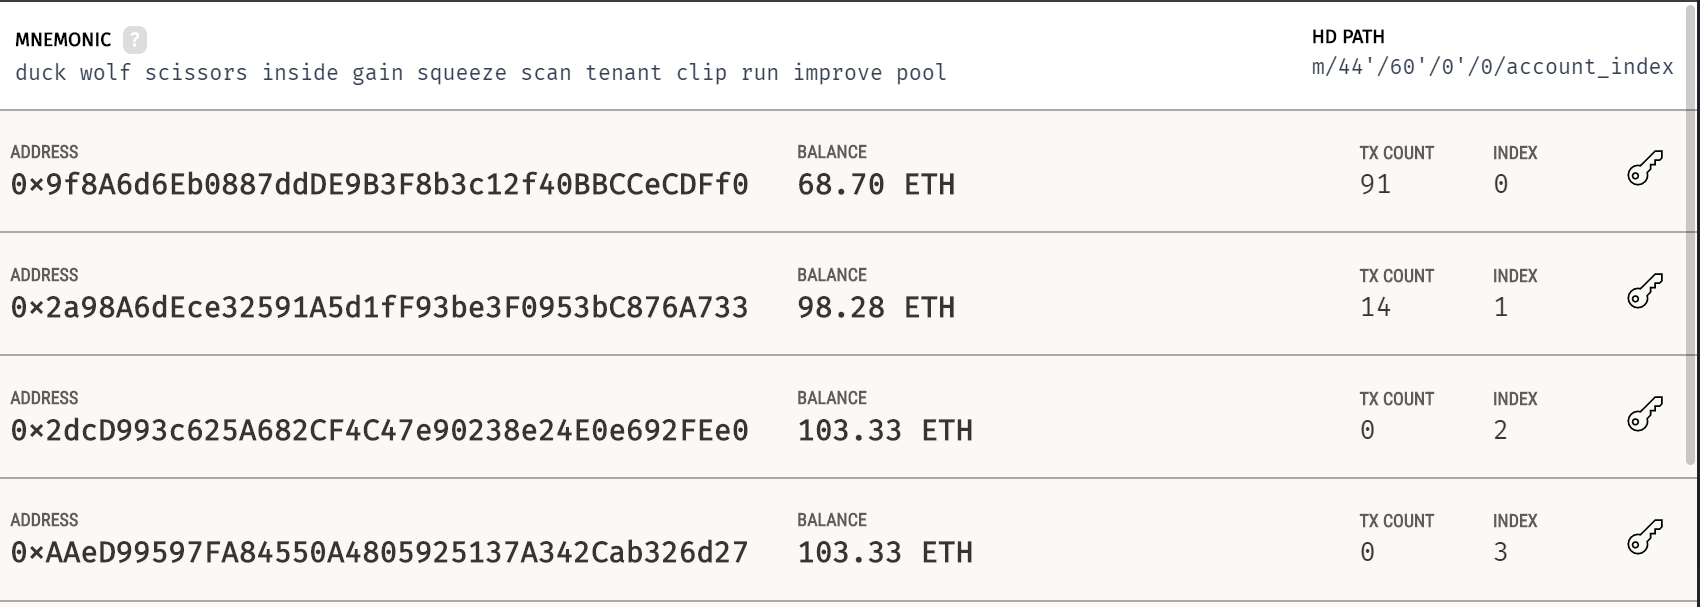 MNEMONIC ?
duck wolf scissors inside gain squeeze scan tenant clip run improve pool
HD PATH
m/44'/60'/0'/0/account_index
ADDRESS BALANCE TX COUNT INDEX
0×9f8A6d6Eb0887ddDE9B3F8b3c12f40BBCCeCDFf0 68.70 ETH 91 0
ADDRESS BALANCE TX COUNT INDEX
0×2a98A6dEce32591A5d1fF93be3F0953bC876A733 98.28 ETH 14 1
ADDRESS BALANCE TX COUNT INDEX
0×2dcD993c625A682CF4C47e90238e24E0e692FEe0 103.33 ETH 0 2
ADDRESS BALANCE TX COUNT INDEX
0×AAeD99597FA84550A4805925137A342Cab326d27 103.33 ETH 0 3